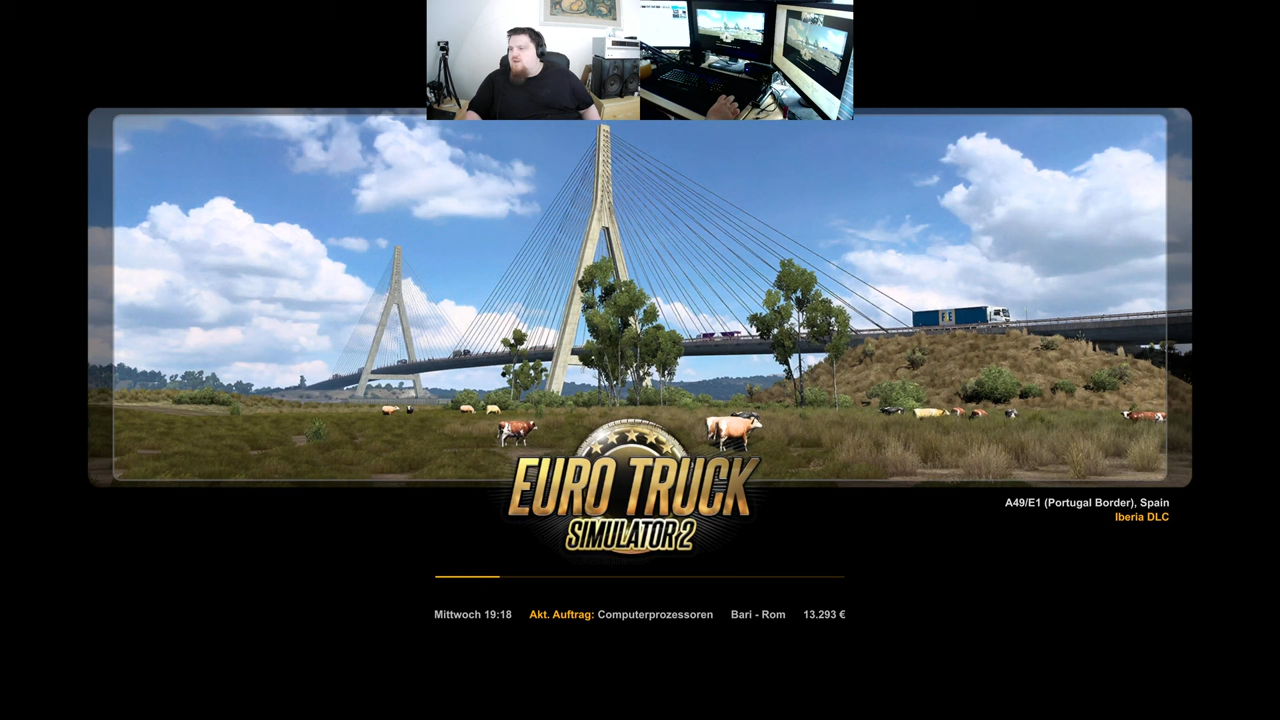 EURO TRUCK
SIMULATOR 2
A49/E1 (Portugal Border), Spain
Iberia DLC
Mittwoch 19:18 Akt. Auftrag: Computerprozessoren Bari - Rom 13.293 €